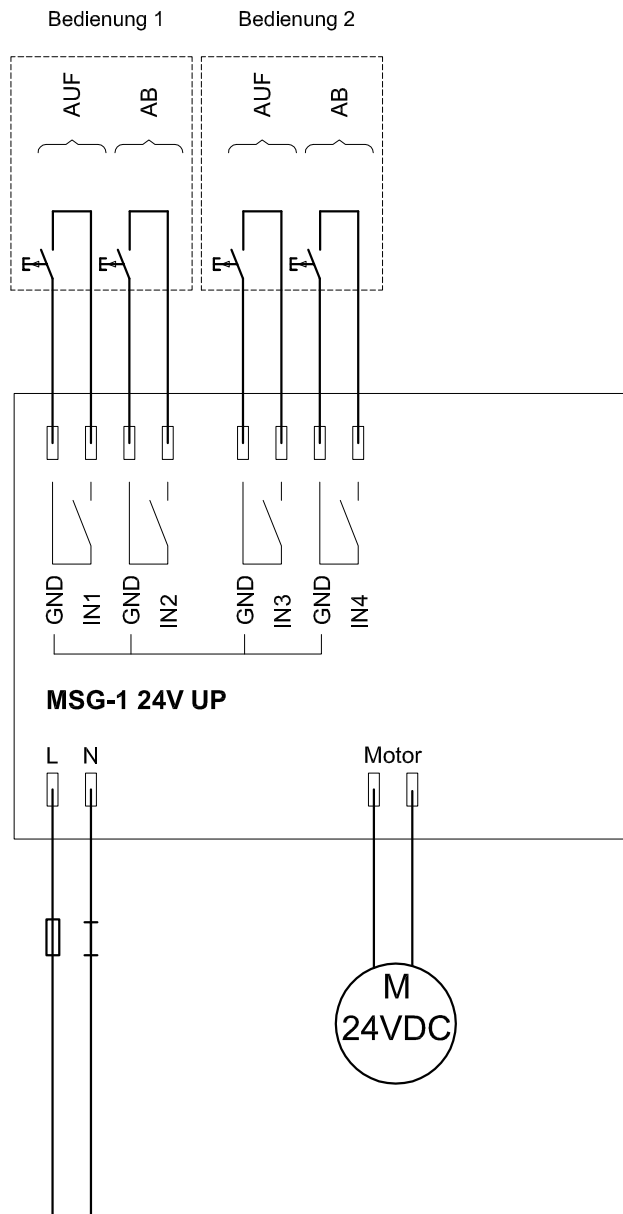 Bedienung 1 Bedienung 2
AUF AB AUF AB
GND IN1 GND IN2 GND IN3 GND IN4
MSG-1 24V UP
L N Motor
M
24VDC